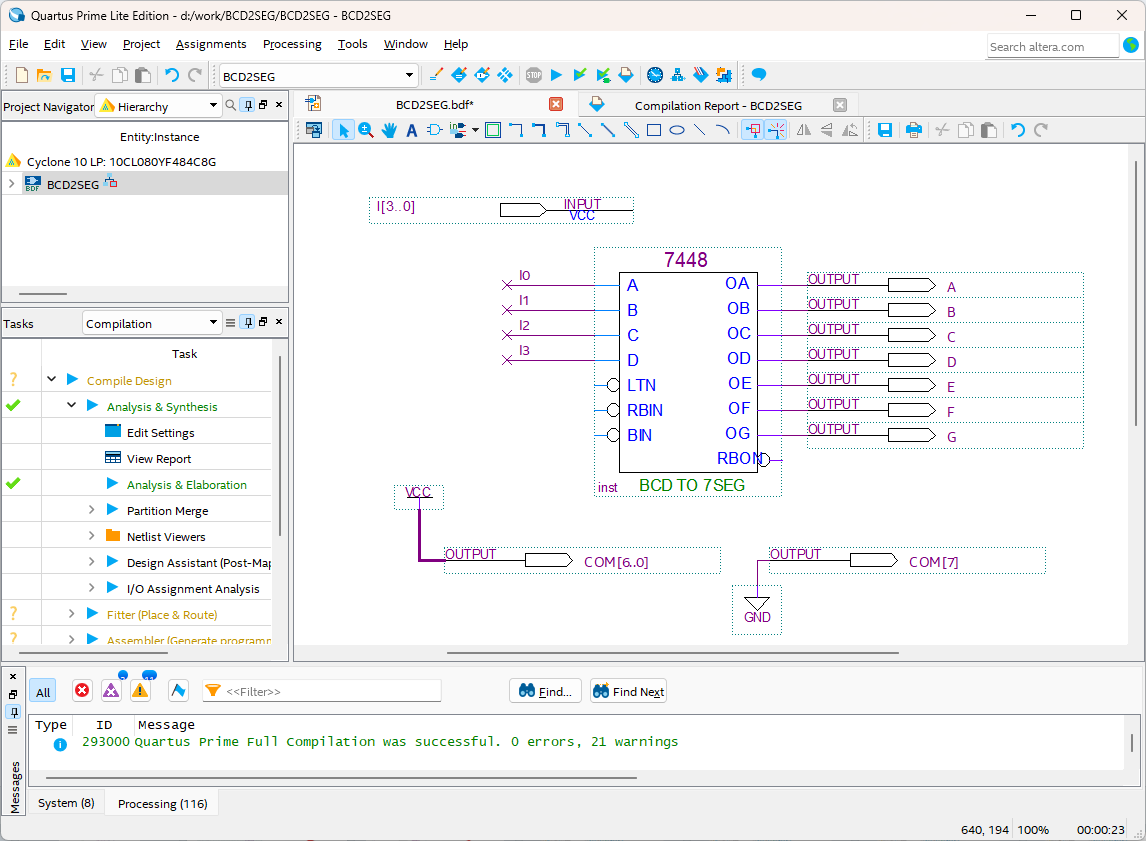 Quartus Prime Lite Edition - d:/work/BCD2SEG/BCD2SEG - BCD2SEG
File Edit View Project Assignments Processing Tools Window Help
Search altera.com
BCD2SEG
STOP
Project Navigator Hierarchy
BCD2SEG.bdf*
Compilation Report - BCD2SEG
Entity:Instance
Cyclone 10 LP: 10CL080YF484C8G
BDF BCD2SEG
I[3..0] INPUT
VCC
7448
I0 A OA OUTPUT A
I1 B OB OUTPUT B
I2 C OC OUTPUT C
I3 D OD OUTPUT D
LTN OE OUTPUT E
RBIN OF OUTPUT F
BIN OG OUTPUT G
RBON
inst BCD TO 7SEG
VCC
OUTPUT COM[6..0]
OUTPUT COM[7]
GND
Tasks Compilation
Task
Compile Design
Analysis & Synthesis
Edit Settings
View Report
Analysis & Elaboration
Partition Merge
Netlist Viewers
Design Assistant (Post-Map
I/O Assignment Analysis
Fitter (Place & Route)
Assembler (Generate programm
All
<<Filter>>
Find...
Find Next
Type ID Message
293000 Quartus Prime Full Compilation was successful. 0 errors, 21 warnings
Messages
System (8)
Processing (116)
640, 194 100% 00:00:23